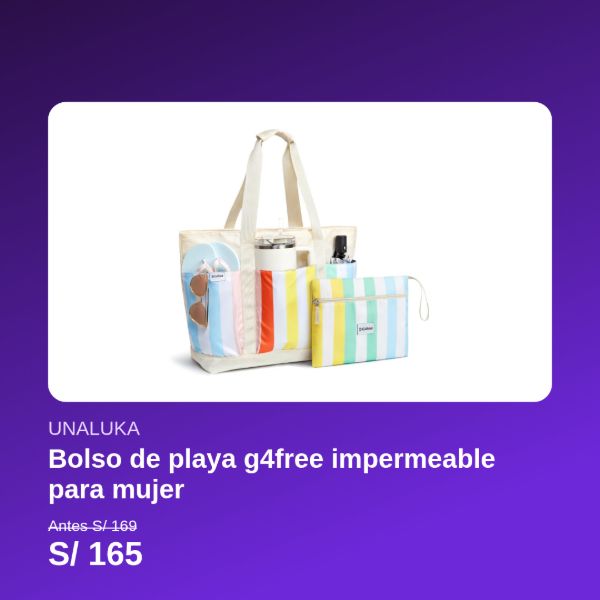 UNALUKA
Bolso de playa g4free impermeable
para mujer
Antes S/ 169
S/ 165